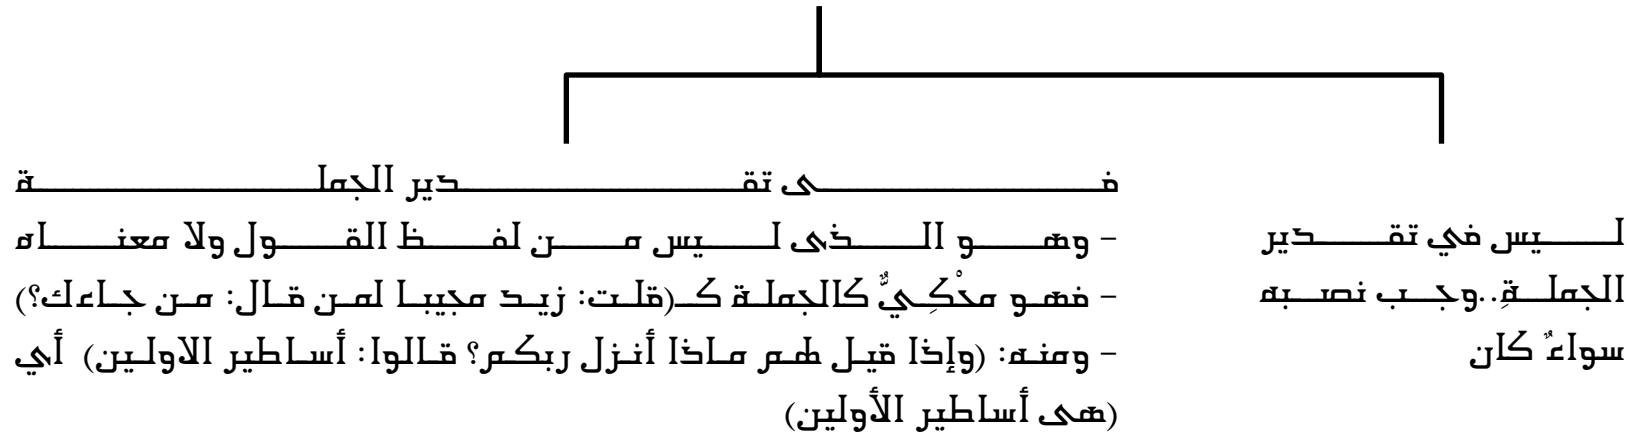 ليس في تقدير
الجملةِ..وجب نصبه
سواءٌ كان
فى تقدير الجملة
- وهو الذى ليس من لفظ القول ولا معناه
- فهو محْكِيٌّ كالجملة كـ(قلت: زيد مجيبا لمن قال: من جاءك؟)
- ومنه: (وإذا قيل لهم ماذا أنزل ربكم؟ قالوا: أساطير الاولين) أي
(هى أساطير الأولين)